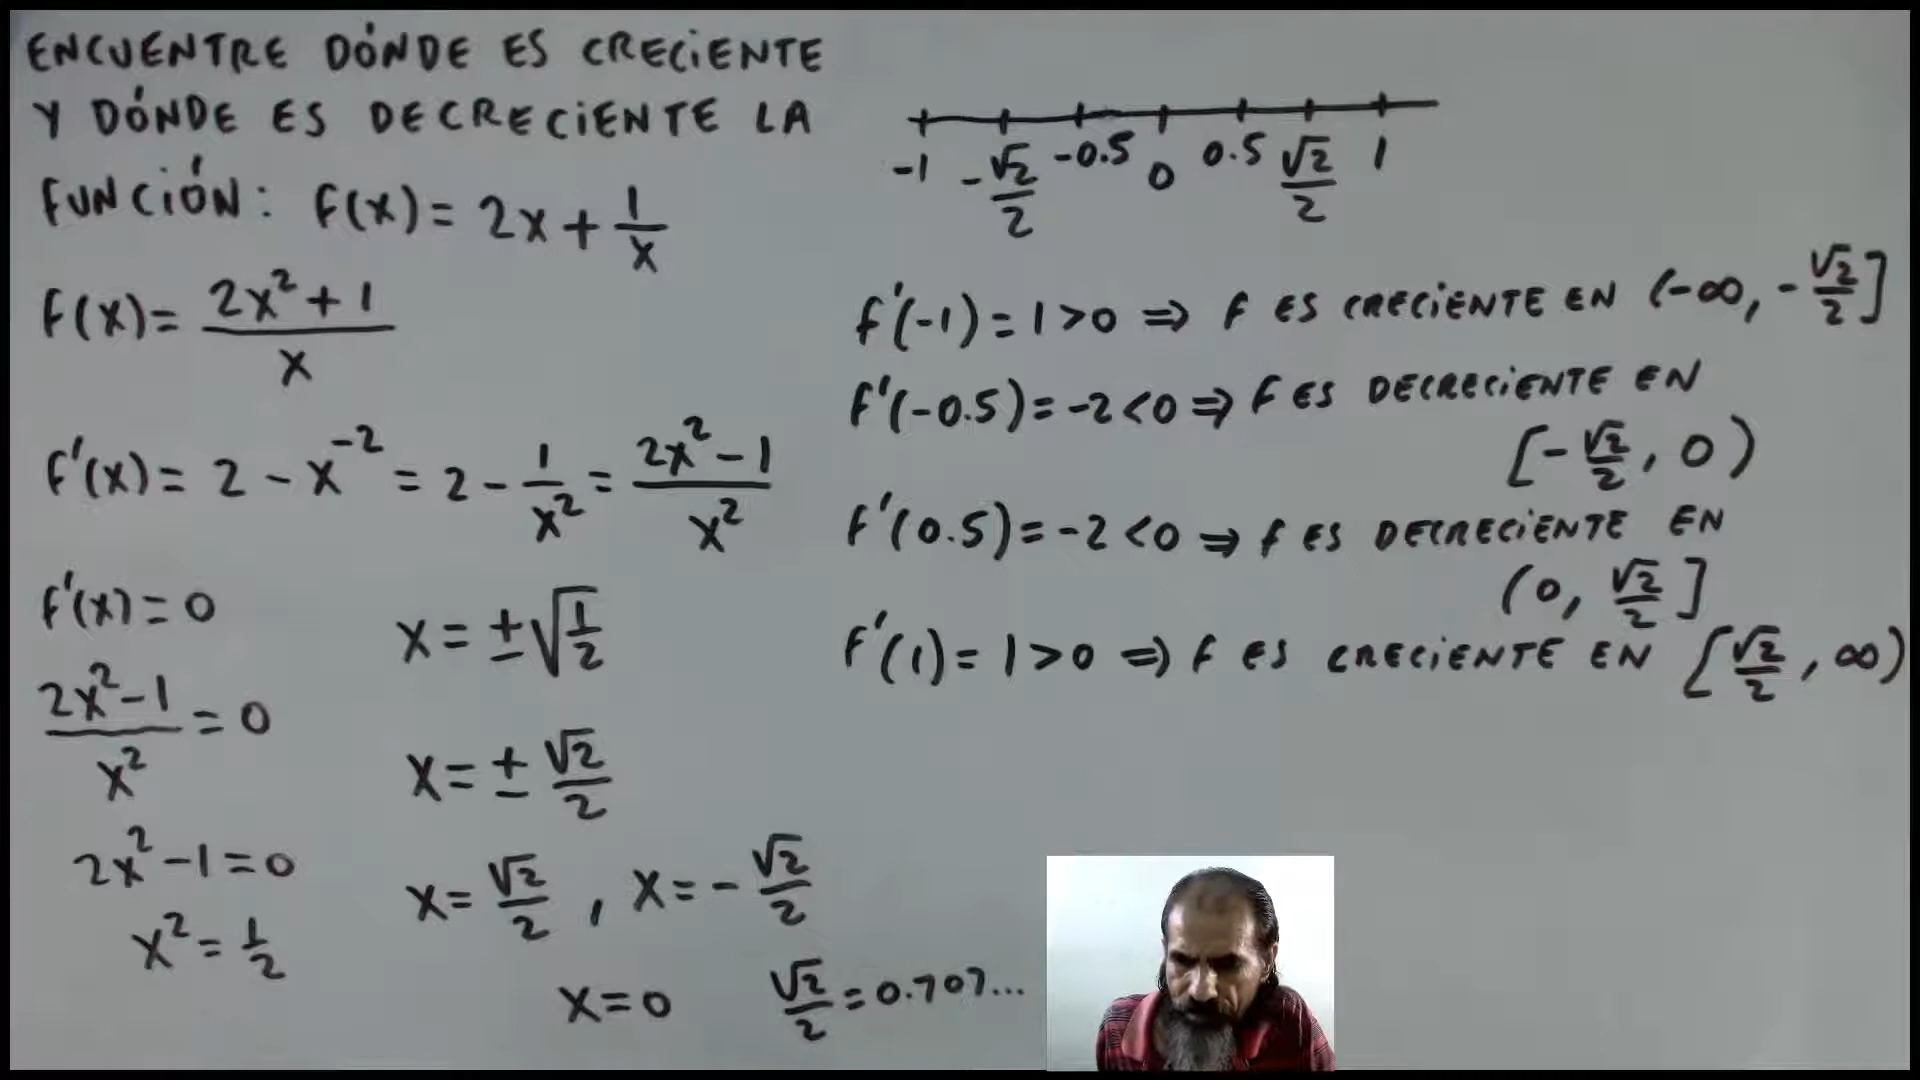 ENCUENTRE DÓNDE ES CRECIENTE
Y DÓNDE ES DECRECIENTE LA
FUNCIÓN: F(X) = 2X + 1/X
F(X) = (2X² + 1)/X
F'(X) = 2 - X⁻² = 2 - 1/X² = (2X² - 1)/X²
F'(X) = 0
(2X² - 1)/X² = 0
2X² - 1 = 0
X² = 1/2
X = ±√(1/2)
X = ±√2/2
X = √2/2 , X = -√2/2
X = 0 √2/2 = 0.707...
-1 -√2/2 -0.5 0 0.5 √2/2 1
F'(-1) = 1 > 0 ⇒ F ES CRECIENTE EN (-∞, -√2/2]
F'(-0.5) = -2 < 0 ⇒ F ES DECRECIENTE EN
[-√2/2, 0)
F'(0.5) = -2 < 0 ⇒ F ES DECRECIENTE EN
(0, √2/2]
F'(1) = 1 > 0 ⇒ F ES CRECIENTE EN [√2/2, ∞)